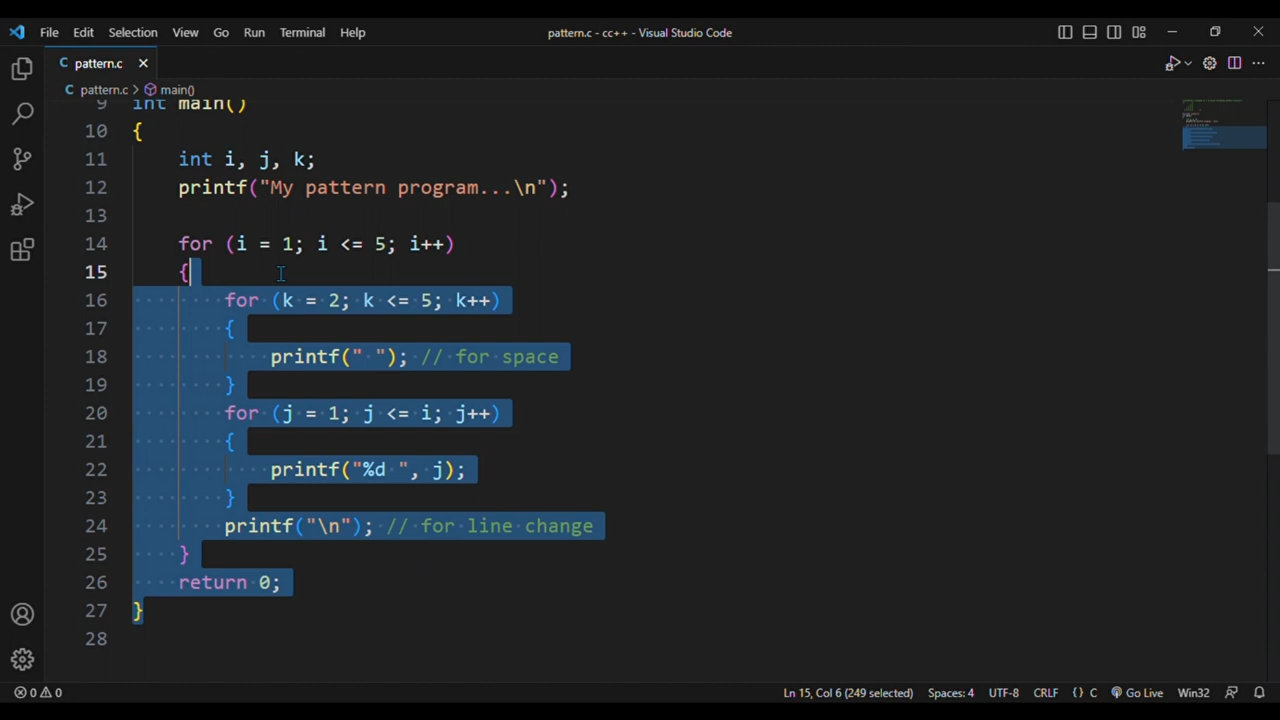 File Edit Selection View Go Run Terminal Help pattern.c - cc++ - Visual Studio Code
C pattern.c
C pattern.c > main()
9 int main()
10 {
11 int i, j, k;
12 printf("My pattern program...\n");
13
14 for (i = 1; i <= 5; i++)
15 {
16 for (k = 2; k <= 5; k++)
17 {
18 printf(" "); // for space
19 }
20 for (j = 1; j <= i; j++)
21 {
22 printf("%d ", j);
23 }
24 printf("\n"); // for line change
25 }
26 return 0;
27 }
28
0 0 Ln 15, Col 6 (249 selected) Spaces: 4 UTF-8 CRLF {} C Go Live Win32